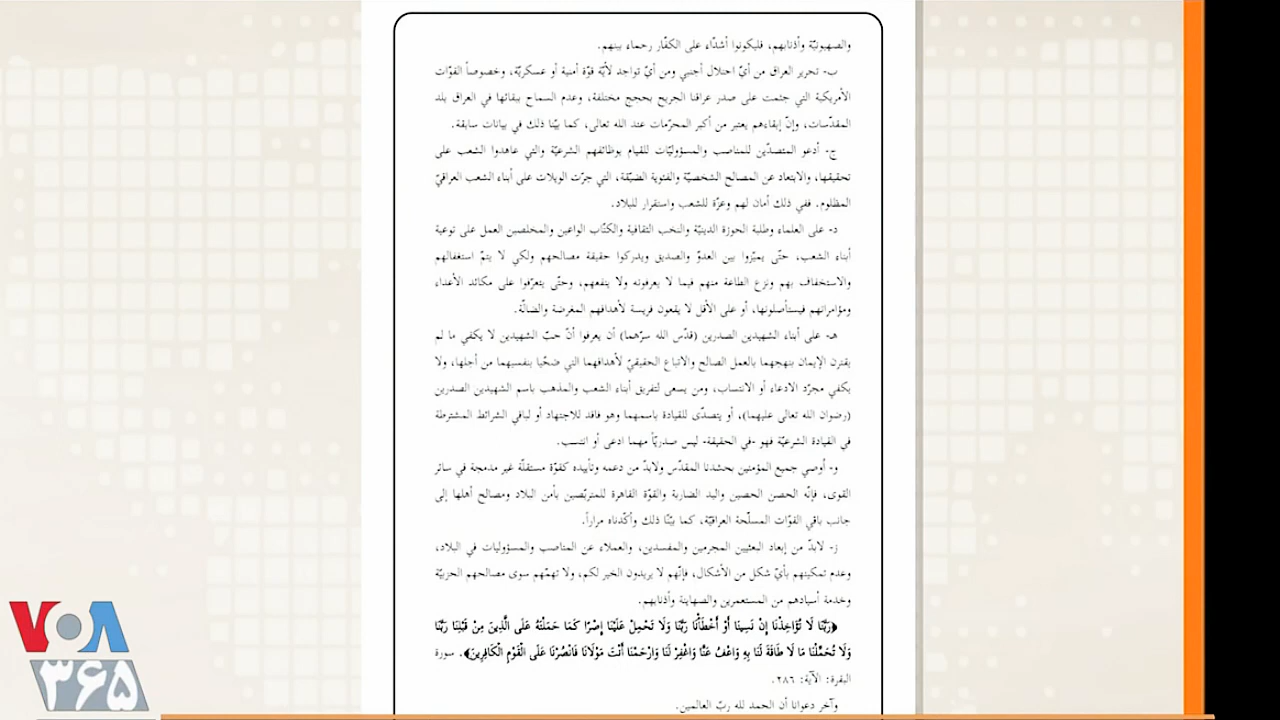 والصهيونيّة وأذنابهم، فليكونوا أشدّاء على الكفّار رحماء بينهم.
ب- تحرير العراق من أيّ احتلال أجنبي ومن أيّ تواجد لأيّة قوّة أمنية أو عسكريّة، وخصوصاً القوّات
الأمريكية التي جثمت على صدر عراقنا الجريح بحجج مختلفة، وعدم السماح ببقائها في العراق بلد
المقدّسات، وإنّ إبقاءهم يعتبر من أكبر المحرّمات عند الله تعالى، كما بيّنا ذلك في بيانات سابقة.
ج- أدعو المتصدّين للمناصب والمسؤوليّات للقيام بوظائفهم الشرعيّة والتي عاهدوا الشعب على
تحقيقها، والابتعاد عن المصالح الشخصيّة والفئوية الضيّقة، التي جرّت الويلات على أبناء الشعب العراقيّ
المظلوم. ففي ذلك أمان لهم وعزّة للشعب واستقرار للبلاد.
د- على العلماء وطلبة الحوزة الدينيّة والنخب الثقافية والكتّاب الواعين والمخلصين العمل على توعية
أبناء الشعب، حتّى يميّزوا بين العدوّ والصديق ويدركوا حقيقة مصالحهم ولكي لا يتمّ استغفالهم
والاستخفاف بهم ونزع الطاعة منهم فيما لا يعرفونه ولا ينفعهم، وحتّى يتعرّفوا على مكائد الأعداء
ومؤامراتهم فيستأصلونها، أو على الأقل لا يقعون فريسة لأهدافهم المغرضة والضالّة.
هـ- على أبناء الشهيدين الصدرين (قدّس الله سرّهما) أن يعرفوا أنّ حبّ الشهيدين لا يكفي ما لم
يقترن الإيمان بنهجهما بالعمل الصالح والاتباع الحقيقيّ لأهدافهما التي ضحّيا بنفسيهما من أجلها، ولا
يكفي مجرّد الادعاء أو الانتساب، ومن يسعى لتفريق أبناء الشعب والمذهب باسم الشهيدين الصدرين
(رضوان الله تعالى عليهما)، أو يتصدّى للقيادة باسمهما وهو فاقد للاجتهاد أو لباقي الشرائط المشترطة
في القيادة الشرعيّة فهو -في الحقيقة- ليس صدريّاً مهما ادعى أو انتسب.
و- أوصي جميع المؤمنين بحشدنا المقدّس ولابدّ من دعمه وتأييده كقوّة مستقلّة غير مدمجة في سائر
القوى، فإنّه الحصن الحصين واليد الضاربة والقوّة القاهرة للمتربّصين بأمن البلاد ومصالح أهلها إلى
جانب باقي القوّات المسلّحة العراقيّة، كما بيّنا ذلك وأكّدناه مراراً.
ز- لابدّ من إبعاد البعثيين المجرمين والمفسدين، والعملاء عن المناصب والمسؤوليات في البلاد،
وعدم تمكينهم بأيّ شكل من الأشكال، فإنّهم لا يريدون الخير لكم، ولا تهمّهم سوى مصالحهم الحزبيّة
وخدمة أسيادهم من المستعمرين والصهاينة وأذنابهم.
﴿رَبَّنَا لَا تُؤَاخِذْنَا إِنْ نَسِينَا أَوْ أَخْطَأْنَا رَبَّنَا وَلَا تَحْمِلْ عَلَيْنَا إِصْرًا كَمَا حَمَلْتَهُ عَلَى الَّذِينَ مِنْ قَبْلِنَا رَبَّنَا
وَلَا تُحَمِّلْنَا مَا لَا طَاقَةَ لَنَا بِهِ وَاعْفُ عَنَّا وَاغْفِرْ لَنَا وَارْحَمْنَا أَنْتَ مَوْلَانَا فَانْصُرْنَا عَلَى الْقَوْمِ الْكَافِرِينَ﴾. سورة
البقرة: الآية: ٢٨٦.
وآخر دعوانا أن الحمد لله ربّ العالمين.
VOA
۳۶۵